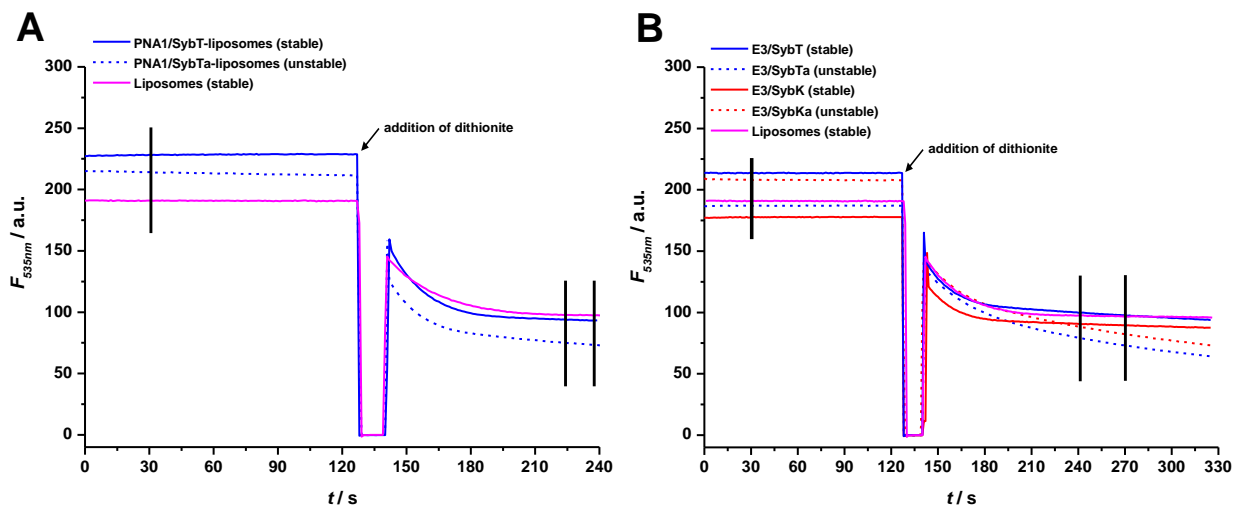 A
PNA1/SybT-liposomes (stable)
PNA1/SybTa-liposomes (unstable)
Liposomes (stable)
300
250
200
150
100
50
0
F535nm / a.u.
addition of dithionite
0 30 60 90 120 150 180 210 240
t / s
B
E3/SybT (stable)
E3/SybTa (unstable)
E3/SybK (stable)
E3/SybKa (unstable)
Liposomes (stable)
300
250
200
150
100
50
0
F535nm / a.u.
addition of dithionite
0 30 60 90 120 150 180 210 240 270 300 330
t / s